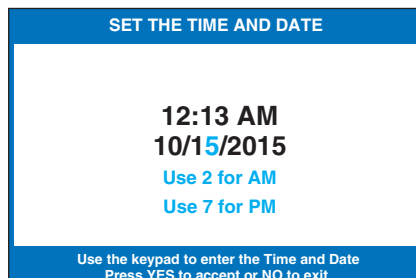 SET THE TIME AND DATE
12:13 AM
10/15/2015
Use 2 for AM
Use 7 for PM
Use the keypad to enter the Time and Date
Press YES to accept or NO to exit